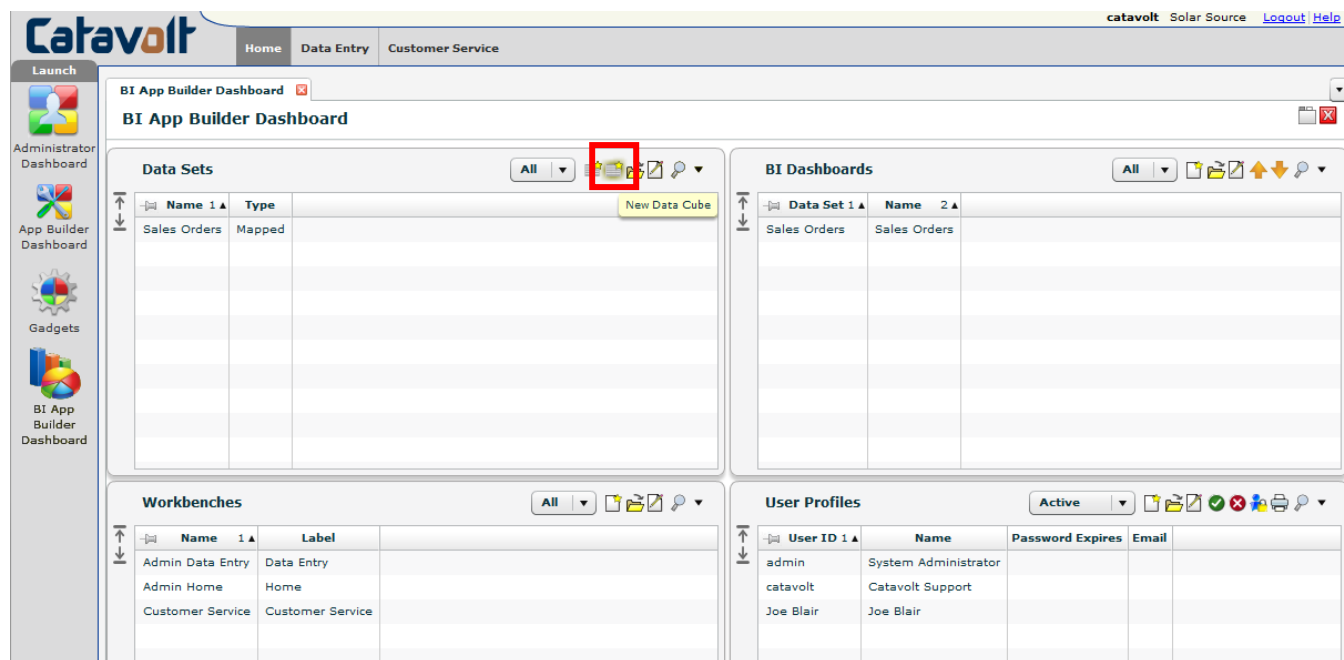 catavolt Solar Source Logout Help
Catavolt
Home Data Entry Customer Service
Launch
Administrator
Dashboard
App Builder
Dashboard
Gadgets
BI App
Builder
Dashboard
BI App Builder Dashboard
BI App Builder Dashboard
Data Sets All
New Data Cube
Name 1 Type
Sales Orders Mapped
BI Dashboards All
Data Set 1 Name 2
Sales Orders Sales Orders
Workbenches All
Name 1 Label
Admin Data Entry Data Entry
Admin Home Home
Customer Service Customer Service
User Profiles Active
User ID 1 Name Password Expires Email
admin System Administrator
catavolt Catavolt Support
Joe Blair Joe Blair